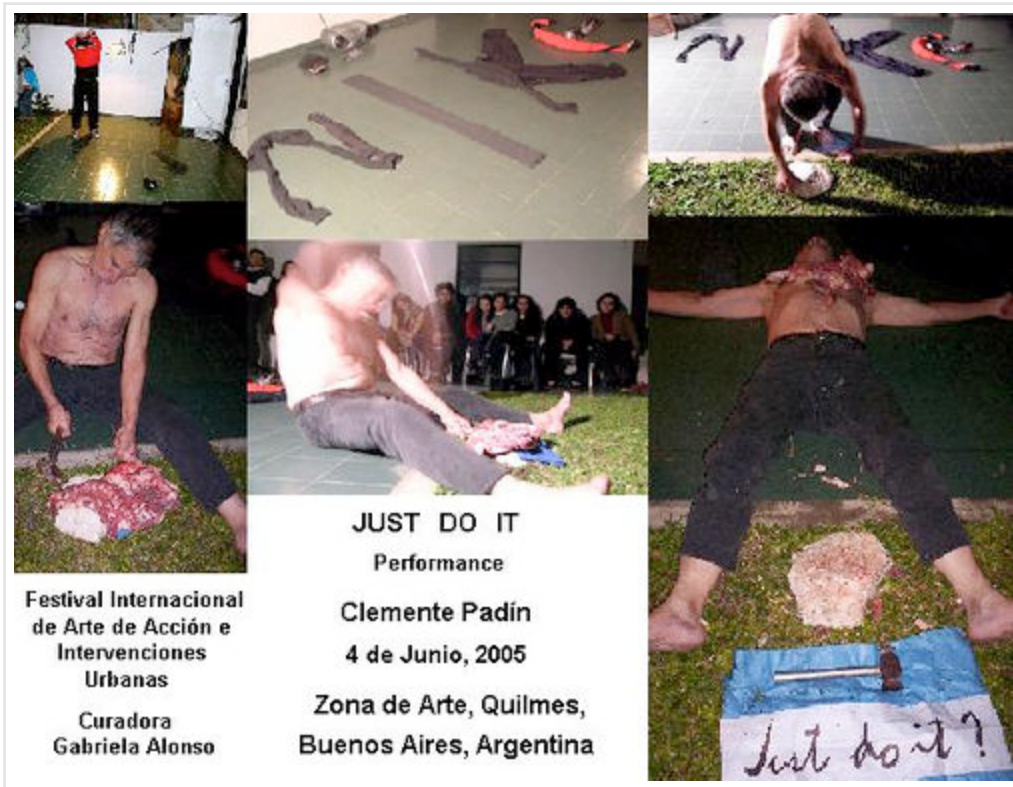 Festival Internacional
de Arte de Acción e
Intervenciones
Urbanas
Curadora
Gabriela Alonso
JUST DO IT
Performance
Clemente Padín
4 de Junio, 2005
Zona de Arte, Quilmes,
Buenos Aires, Argentina
Just do it?